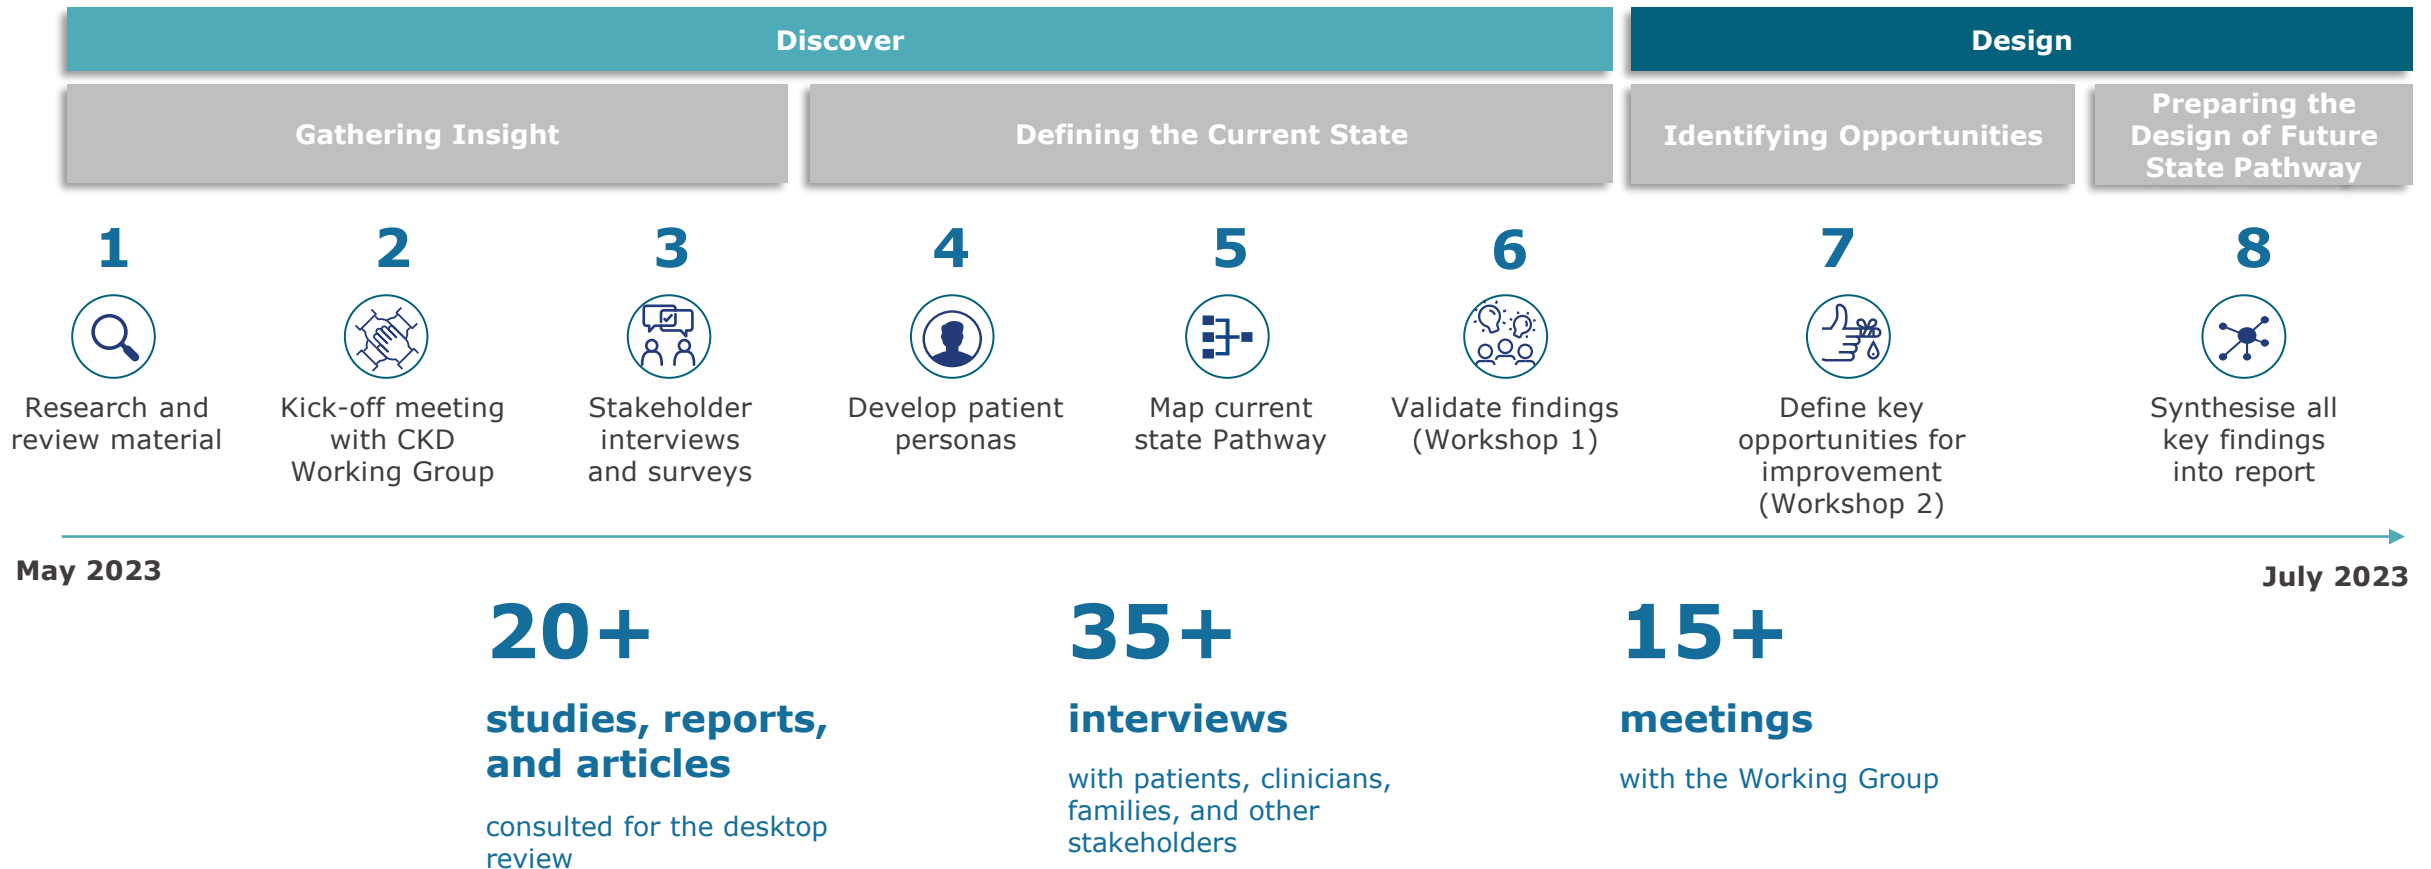 Discover
Design
Gathering Insight
Defining the Current State
Identifying Opportunities
Preparing the
Design of Future
State Pathway
1
Research and
review material
2
Kick-off meeting
with CKD
Working Group
3
Stakeholder
interviews
and surveys
4
Develop patient
personas
5
Map current
state Pathway
6
Validate findings
(Workshop 1)
7
Define key
opportunities for
improvement
(Workshop 2)
8
Synthesise all
key findings
into report
May 2023
July 2023
20+
studies, reports,
and articles
consulted for the desktop
review
35+
interviews
with patients, clinicians,
families, and other
stakeholders
15+
meetings
with the Working Group